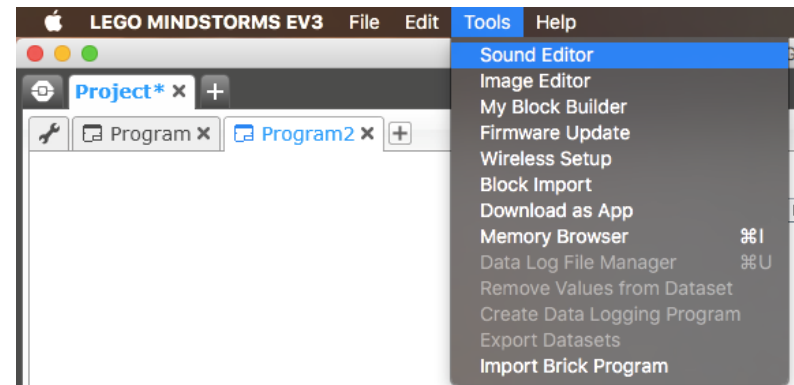 LEGO MINDSTORMS EV3 File Edit Tools Help
Project*
Program Program2
Sound Editor
Image Editor
My Block Builder
Firmware Update
Wireless Setup
Block Import
Download as App
Memory Browser ⌘I
Data Log File Manager ⌘U
Remove Values from Dataset
Create Data Logging Program
Export Datasets
Import Brick Program